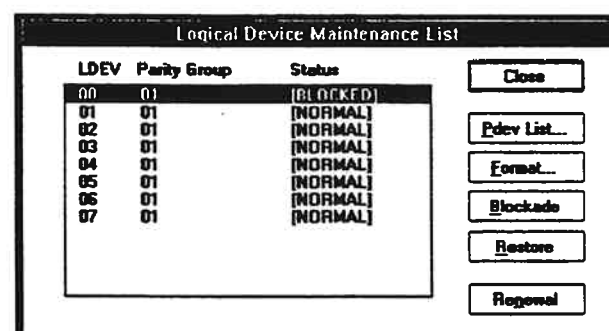 Logical Device Maintenance List
LDEV Parity Group Status
00 01 [BLOCKED]
01 01 [NORMAL]
02 01 [NORMAL]
03 01 [NORMAL]
04 01 [NORMAL]
05 01 [NORMAL]
06 01 [NORMAL]
07 01 [NORMAL]
Close
Pdev List...
Format...
Blockade
Restore
Renewal